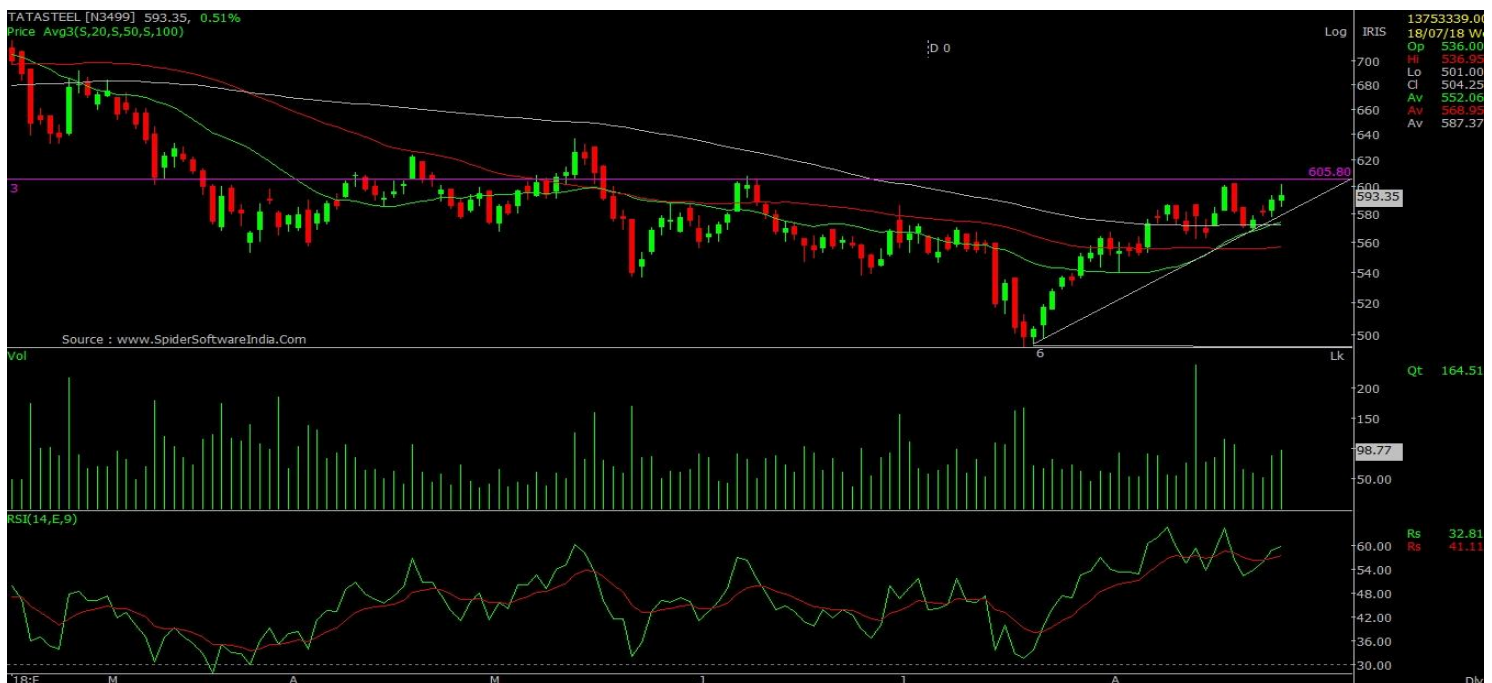 TATASTEEL [N3499] 593.35, 0.51%
Price Avg3(S,20,S,50,S,100)
Log
IRIS
D 0
13753339.00
18/07/18 We
Op 536.00
Hi 536.95
Lo 501.00
Cl 504.25
Av 552.06
Av 568.95
Av 587.37
700
680
660
640
620
605.80
600
593.35
580
560
540
520
500
3
6
Source : www.SpiderSoftwareIndia.Com
Vol
Lk
Qt 164.51
200
150
98.77
50.00
RSI(14,E,9)
Rs 32.81
Rs 41.11
60.00
54.00
48.00
42.00
36.00
30.00
'18:F M A M J J A Dly